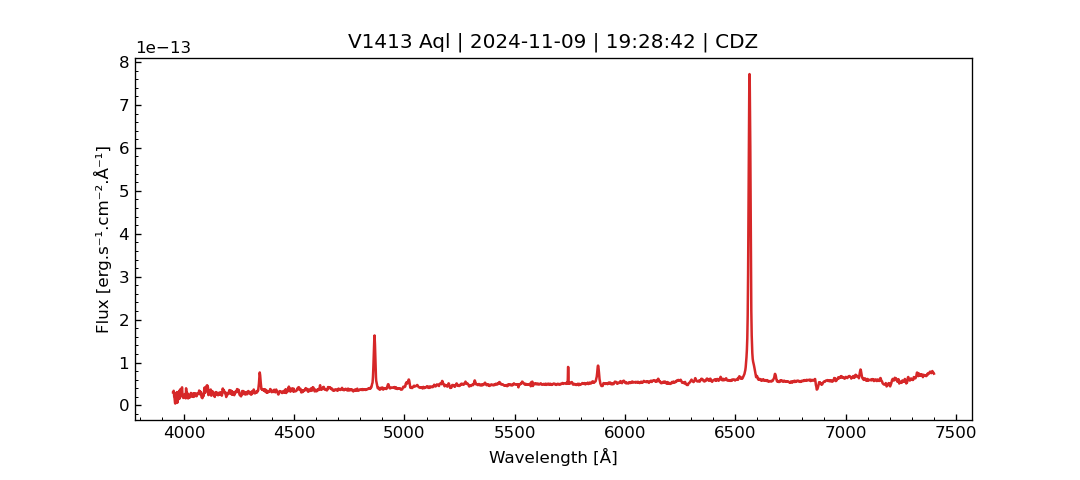 V1413 Aql | 2024-11-09 | 19:28:42 | CDZ
1e−13
8
7
6
5
4
3
2
1
0
Flux [erg.s⁻¹.cm⁻².Å⁻¹]
4000 4500 5000 5500 6000 6500 7000 7500
Wavelength [Å]